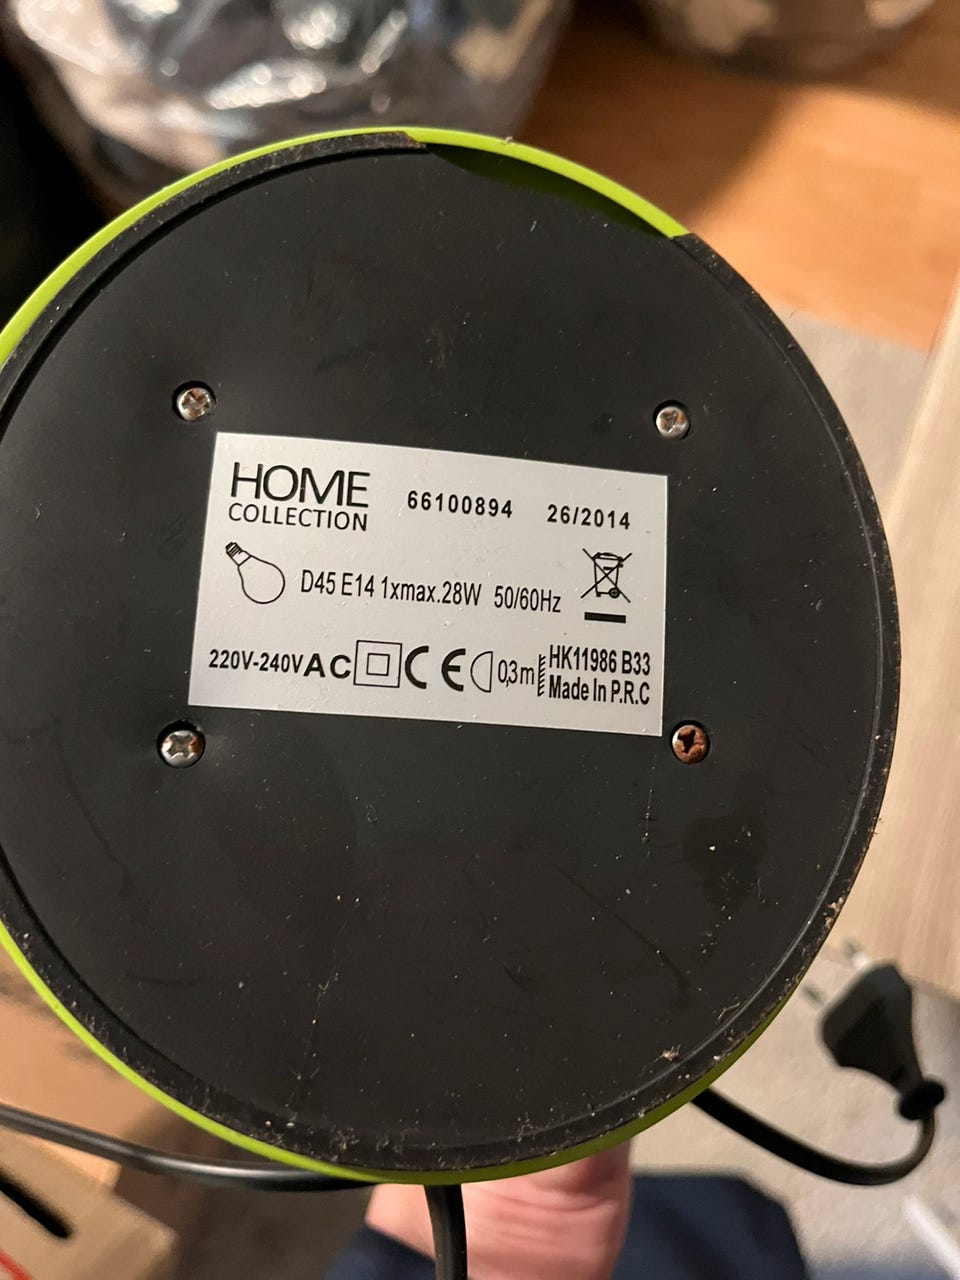 HOME
COLLECTION
66100894 26/2014
D45 E14 1xmax.28W 50/60Hz
220V-240V AC CE 0,3m HK11986 B33
Made In P.R.C